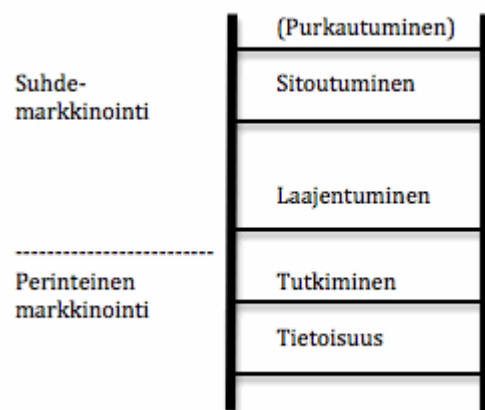 (Purkautuminen)
Suhde-
markkinointi
Sitoutuminen
Laajentuminen
-------------------------
Perinteinen
markkinointi
Tutkiminen
Tietoisuus